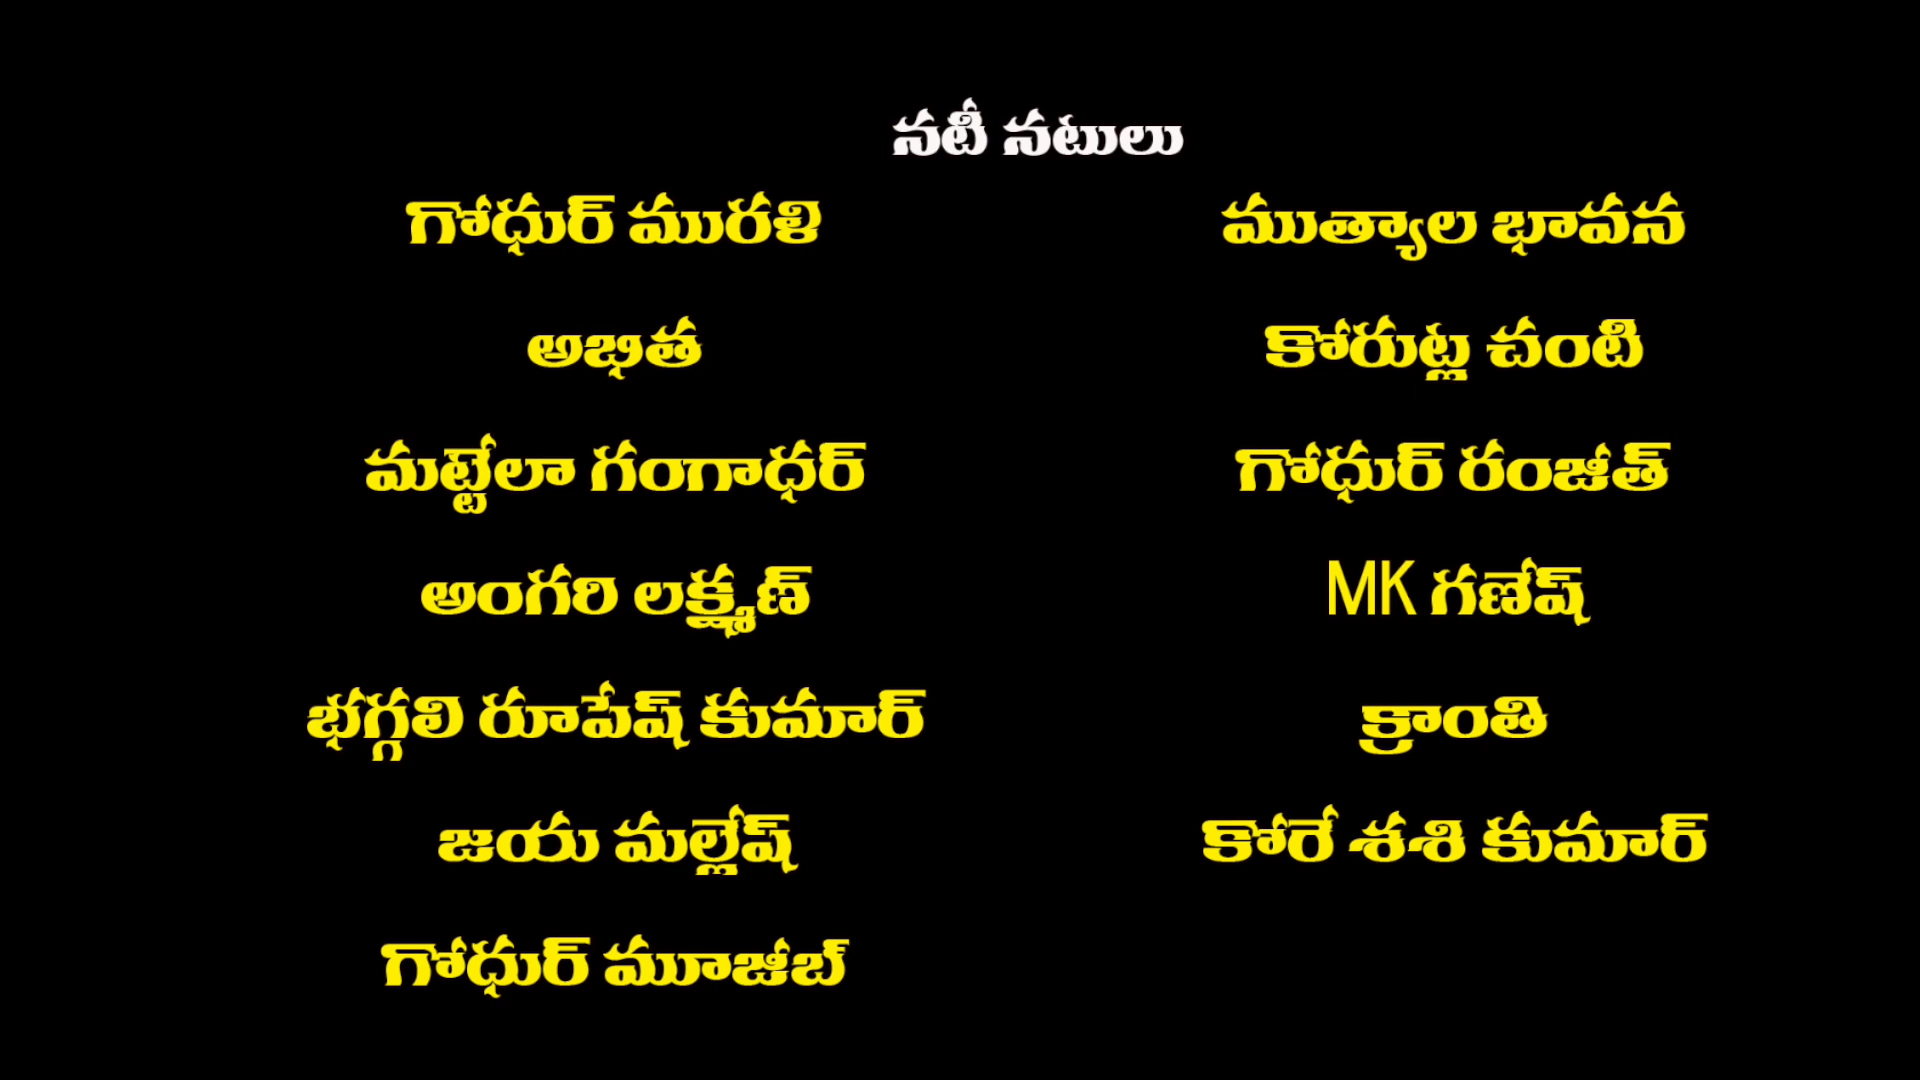 నటీ నటులు
గోధుర్ మురళి
ముత్యాల భావన
అభిత
కోరుట్ల చంటి
మట్టేలా గంగాధర్
గోధుర్ రంజీత్
అంగరి లక్ష్మణ్
MK గణేష్
భగ్గలి రూపేష్ కుమార్
క్రాంతి
జయ మల్లేష్
కోరే శశి కుమార్
గోధుర్ మూజీబ్